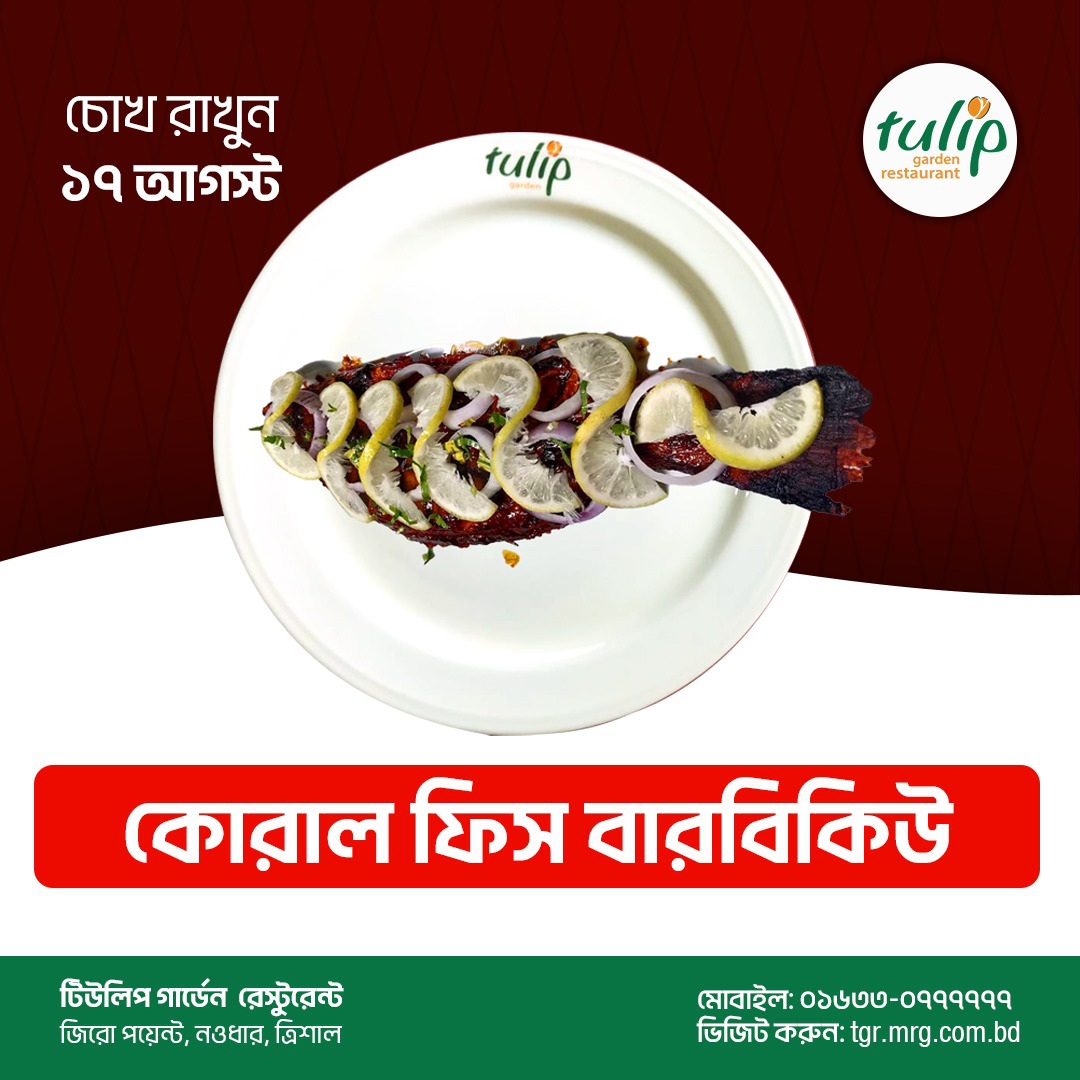 চোখ রাখুন
১৭ আগস্ট
tulip
garden
restaurant
tulip
garden
কোরাল ফিস বারবিকিউ
টিউলিপ গার্ডেন রেস্টুরেন্ট
জিরো পয়েন্ট, নওধার, ত্রিশাল
মোবাইল: ০১৬৩৩-০৭৭৭৭৭৭
ভিজিট করুন: tgr.mrg.com.bd